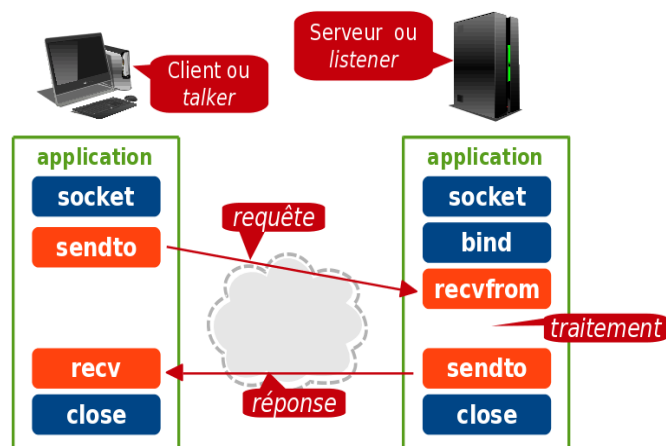 Serveur ou
listener
Client ou
talker
application
application
socket
socket
requête
sendto
bind
recvfrom
traitement
recv
sendto
réponse
close
close